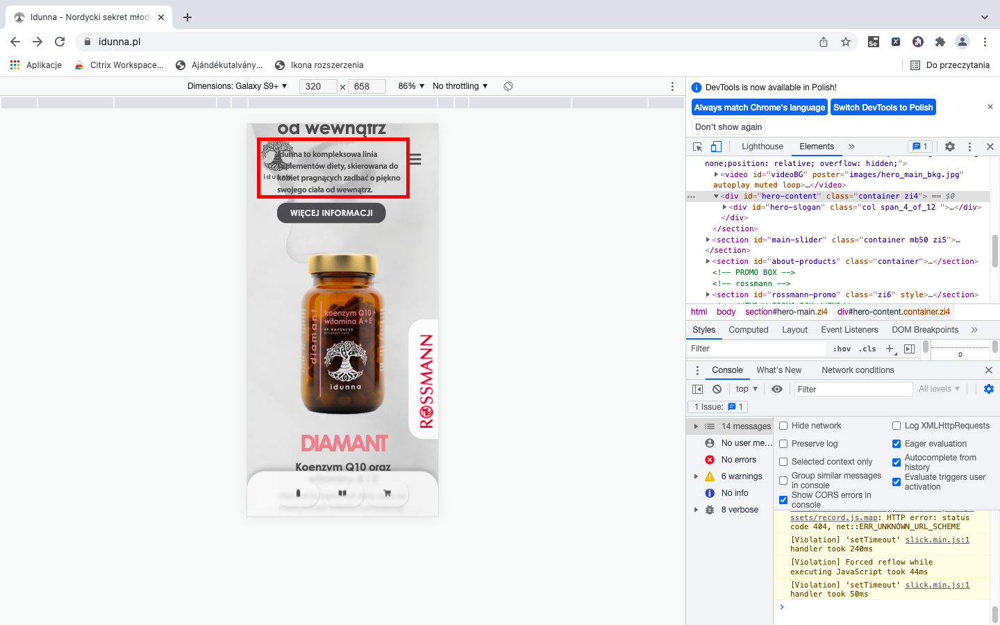 Idunna - Nordycki sekret młodo
idunna.pl
Aplikacje
Citrix Workspace...
Ajándékutalvány...
Ikona rozszerzenia
Do przeczytania
Dimensions: Galaxy S9+ ▼
320 × 658
86% ▼
No throttling ▼
od wewnątrz
Idunna to kompleksowa linia
suplementów diety, skierowana do
kobiet pragnących zadbać o piękno
swojego ciała od wewnątrz.
WIĘCEJ INFORMACJI
diamant
koenzym Q10+
witamina A+E
60 KAPSUŁEK
SUPLEMENT DIETY
idunna
ROSSMANN
DIAMANT
Koenzym Q10 oraz
witaminy A i E
DevTools is now available in Polish!
Always match Chrome's language
Switch DevTools to Polish
Don't show again
Lighthouse
Elements
»
1
none;position: relative; overflow: hidden;">
<video id="videoBG" poster="images/hero_main_bkg.jpg"
autoplay muted loop>…</video>
<div id="hero-content" class="container zi4"> == $0
<div id="hero-slogan" class="col span_4_of_12 ">…</div>
</div>
</section>
<section id="main-slider" class="container mb50 zi5">…
</section>
<section id="about-products" class="container">…</section>
<!-- PROMO BOX -->
<!-- rossmann -->
<section id="rossmann-promo" class="zi6" style>…</section>
html body section#hero-main.zi4 div#hero-content.container.zi4
Styles Computed Layout Event Listeners DOM Breakpoints »
Filter
:hov .cls +
0
Console What's New Network conditions
top ▼
Filter
All levels ▼
1 Issue: 1
14 messages
No user me...
No errors
6 warnings
No info
8 verbose
Hide network
Preserve log
Selected context only
Group similar messages
in console
Show CORS errors in
console
Log XMLHttpRequests
Eager evaluation
Autocomplete from
history
Evaluate triggers user
activation
ssets/record.js.map: HTTP error: status
code 404, net::ERR_UNKNOWN_URL_SCHEME
[Violation] 'setTimeout' slick.min.js:1
handler took 240ms
[Violation] Forced reflow while
executing JavaScript took 44ms
[Violation] 'setTimeout' slick.min.js:1
handler took 50ms